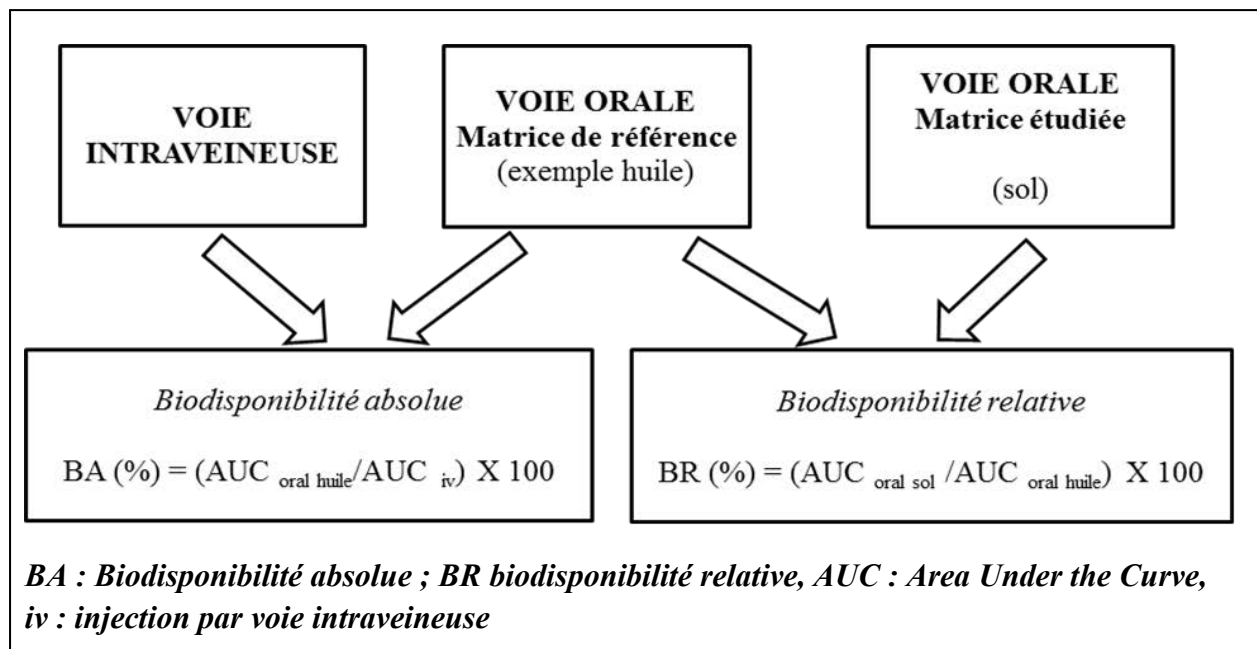 VOIE
INTRAVEINEUSE
VOIE ORALE
Matrice de référence
(exemple huile)
VOIE ORALE
Matrice étudiée
(sol)
Biodisponibilité absolue
BA (%) = (AUC oral huile/AUC iv) X 100
Biodisponibilité relative
BR (%) = (AUC oral sol /AUC oral huile) X 100
BA : Biodisponibilité absolue ; BR biodisponibilité relative, AUC : Area Under the Curve,
iv : injection par voie intraveineuse